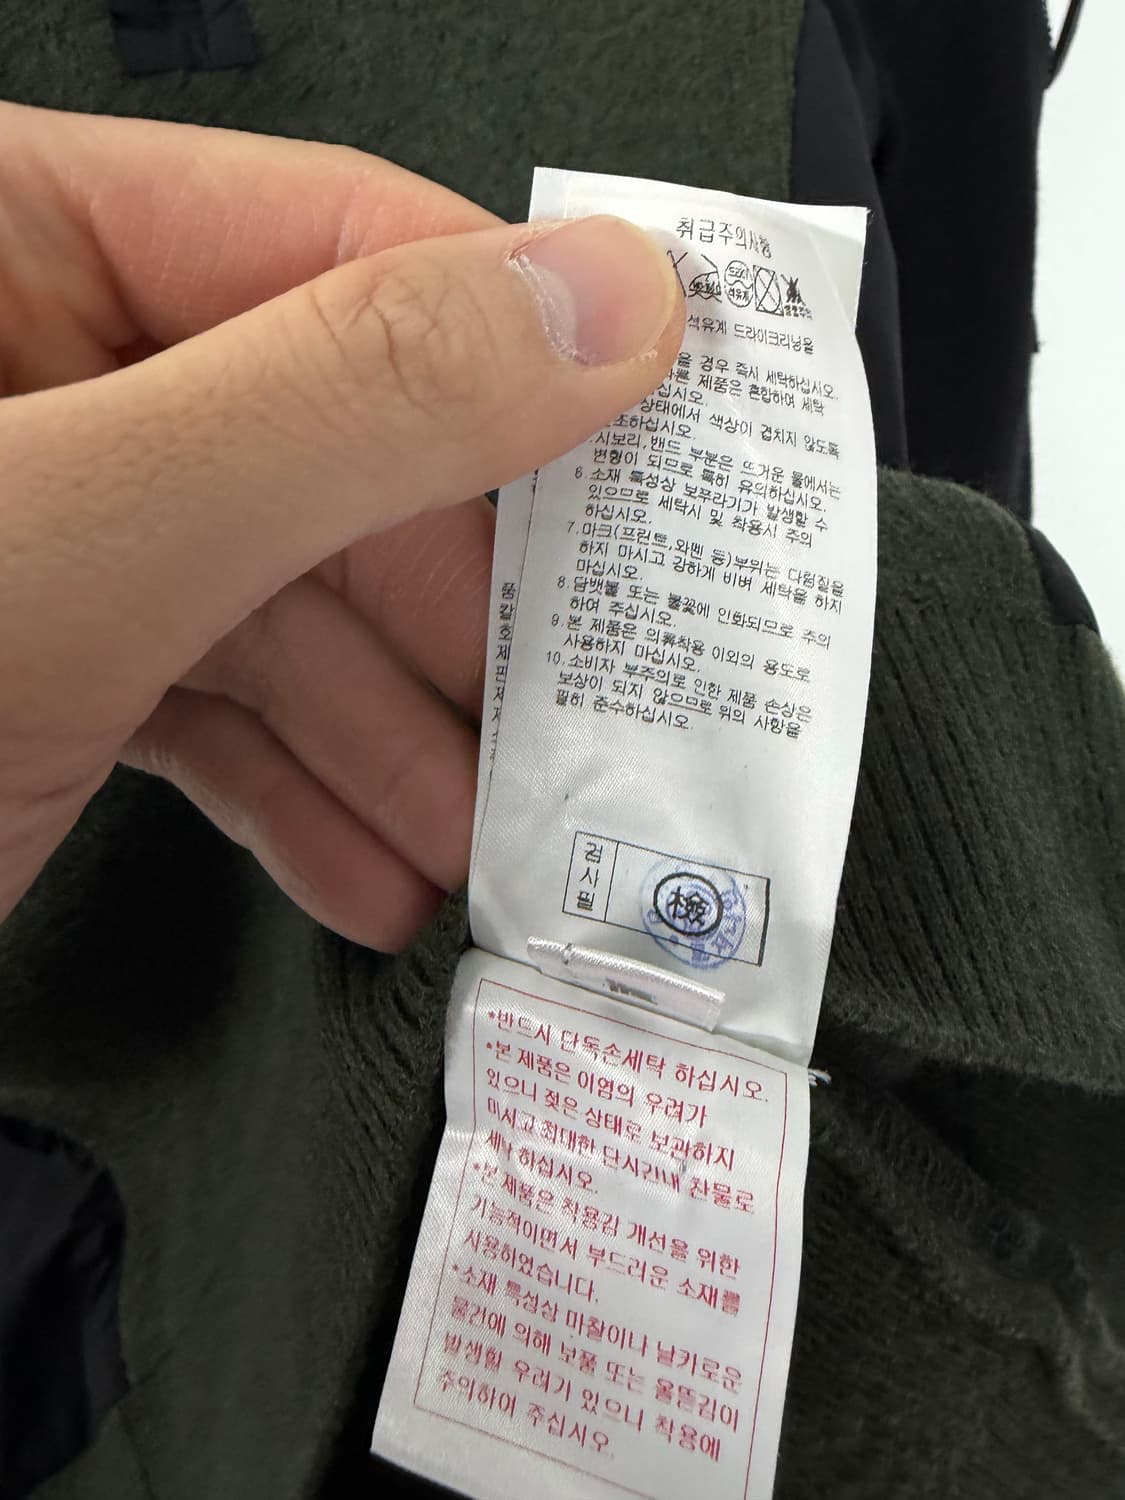 취급주의사항
석유계 드라이크리닝을
경우 즉시 세탁하십시오.
다른 제품은 혼합하여 세탁
십시오.
상태에서 색상이 겹치지 않도록
조하십시오.
시보리,밴드 부분은 뜨거운 물에서는
변형이 되므로 특히 유의하십시오.
6.소재 특성상 보푸라기가 발생할 수
있으므로 세탁시 및 착용시 주의
하십시오.
7.마크(프린트,와펜 등)부위는 다림질을
하지 마시고 강하게 비벼 세탁을 하지
마십시오.
8.담뱃불 또는 불꽃에 인화되므로 주의
하여 주십시오.
9.본 제품은 의류착용 이외의 용도로
사용하지 마십시오.
10.소비자 부주의로 인한 제품 손상은
보상이 되지 않으므로 위의 사항을
필히 준수하십시오.
검사필
檢
*반드시 단독손세탁 하십시오.
*본 제품은 이염의 우려가
있으니 젖은 상태로 보관하지
마시고 최대한 단시간내 찬물로
세탁 하십시오.
*본 제품은 착용감 개선을 위한
기능적이면서 부드러운 소재를
사용하였습니다.
*소재 특성상 마찰이나 날카로운
물건에 의해 보풀 또는 올뜯김이
발생될 우려가 있으니 착용에
주의하여 주십시오.